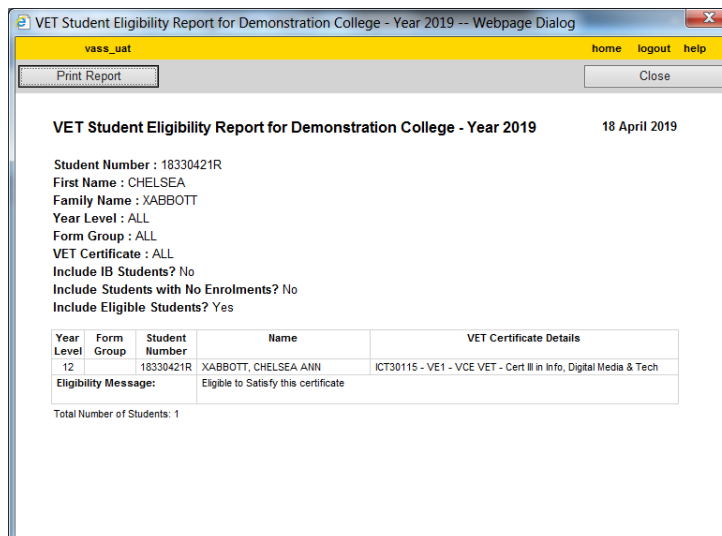 VET Student Eligibility Report for Demonstration College - Year 2019 -- Webpage Dialog
X
vass_uat home logout help
Print Report Close
VET Student Eligibility Report for Demonstration College - Year 2019 18 April 2019
Student Number : 18330421R
First Name : CHELSEA
Family Name : XABBOTT
Year Level : ALL
Form Group : ALL
VET Certificate : ALL
Include IB Students? No
Include Students with No Enrolments? No
Include Eligible Students? Yes
Year Level Form Group Student Number Name VET Certificate Details
12 18330421R XABBOTT, CHELSEA ANN ICT30115 - VE1 - VCE VET - Cert III in Info, Digital Media & Tech
Eligibility Message: Eligible to Satisfy this certificate
Total Number of Students: 1